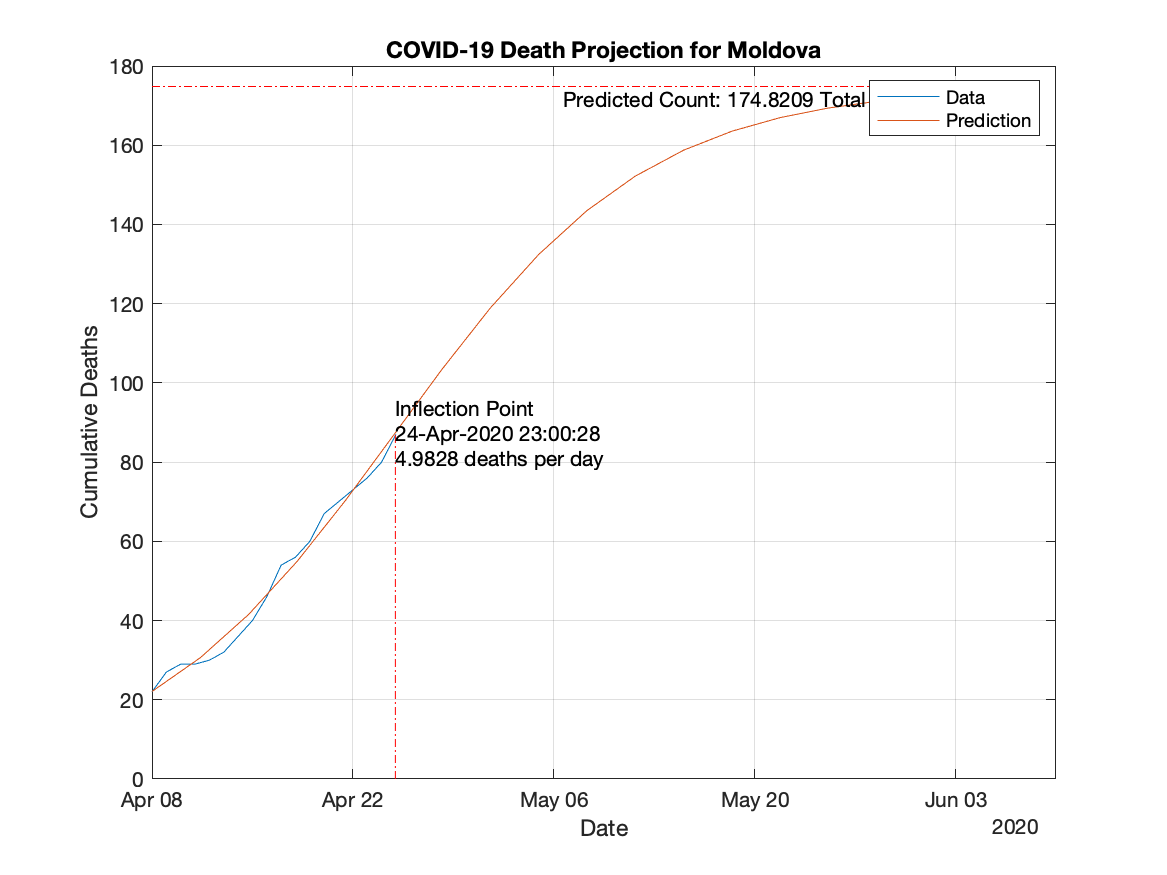 COVID-19 Death Projection for Moldova
180
160
140
120
100
80
60
40
20
0
Cumulative Deaths
Predicted Count: 174.8209 Total
Data
Prediction
Inflection Point
24-Apr-2020 23:00:28
4.9828 deaths per day
Apr 08
Apr 22
May 06
May 20
Jun 03
Date
2020